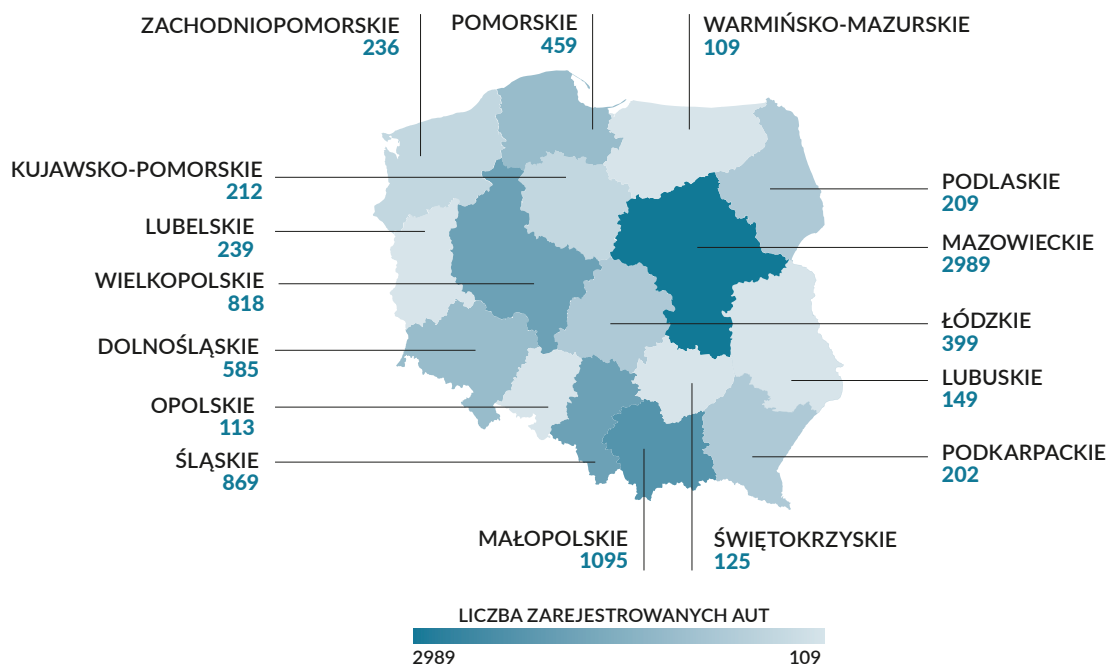 ZACHODNIOPOMORSKIE
236
POMORSKIE
459
WARMIŃSKO-MAZURSKIE
109
KUJAWSKO-POMORSKIE
212
LUBELSKIE
239
WIELKOPOLSKIE
818
DOLNOŚLĄSKIE
585
OPOLSKIE
113
ŚLĄSKIE
869
PODLASKIE
209
MAZOWIECKIE
2989
ŁÓDZKIE
399
LUBUSKIE
149
PODKARPACKIE
202
MAŁOPOLSKIE
1095
ŚWIĘTOKRZYSKIE
125
LICZBA ZAREJESTROWANYCH AUT
2989
109